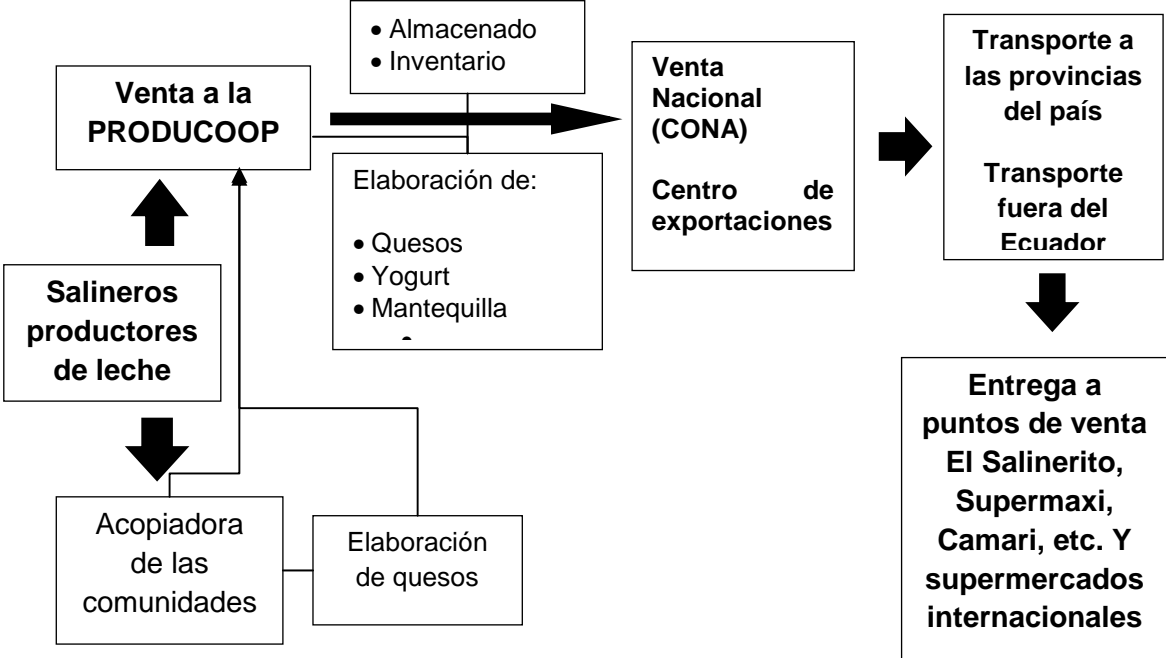 • Almacenado
• Inventario
Venta a la
PRODUCOOP
Elaboración de:
• Quesos
• Yogurt
• Mantequilla
•
Salineros
productores
de leche
Acopiadora
de las
comunidades
Elaboración
de quesos
Venta
Nacional
(CONA)
Centro de
exportaciones
Transporte a
las provincias
del país
Transporte
fuera del
Ecuador
Entrega a
puntos de venta
El Salinerito,
Supermaxi,
Camari, etc. Y
supermercados
internacionales